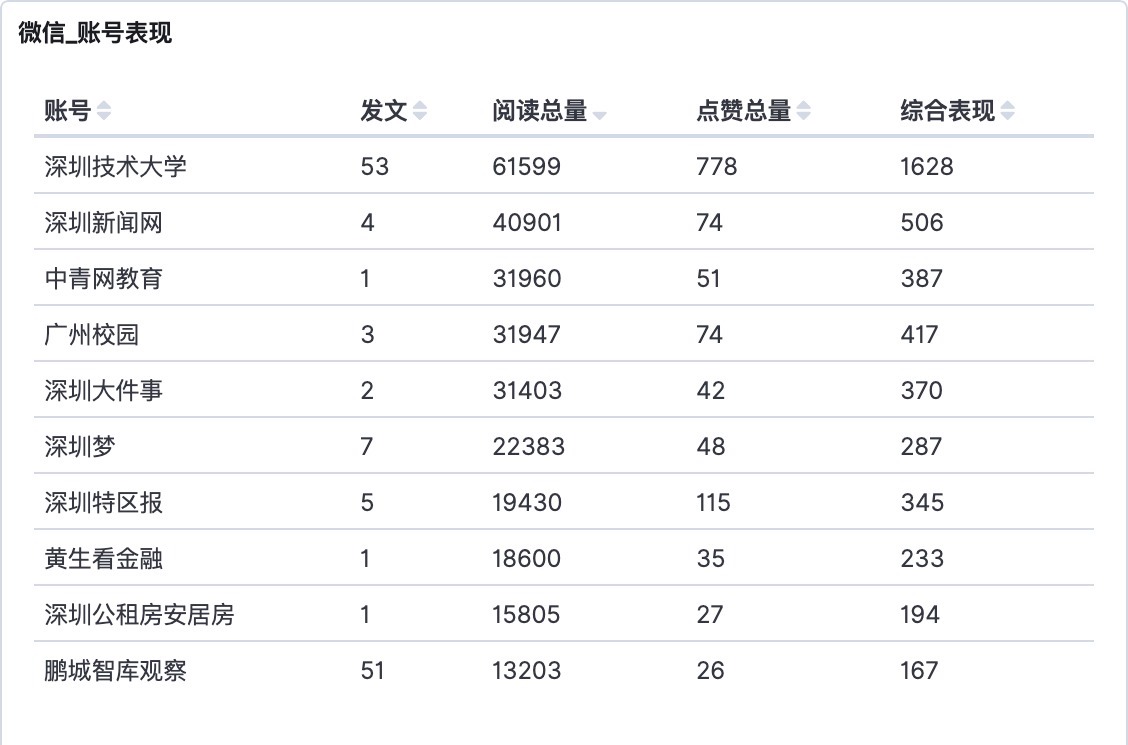 微信_账号表现
账号 发文 阅读总量 点赞总量 综合表现
深圳技术大学 53 61599 778 1628
深圳新闻网 4 40901 74 506
中青网教育 1 31960 51 387
广州校园 3 31947 74 417
深圳大件事 2 31403 42 370
深圳梦 7 22383 48 287
深圳特区报 5 19430 115 345
黄生看金融 1 18600 35 233
深圳公租房安居房 1 15805 27 194
鹏城智库观察 51 13203 26 167